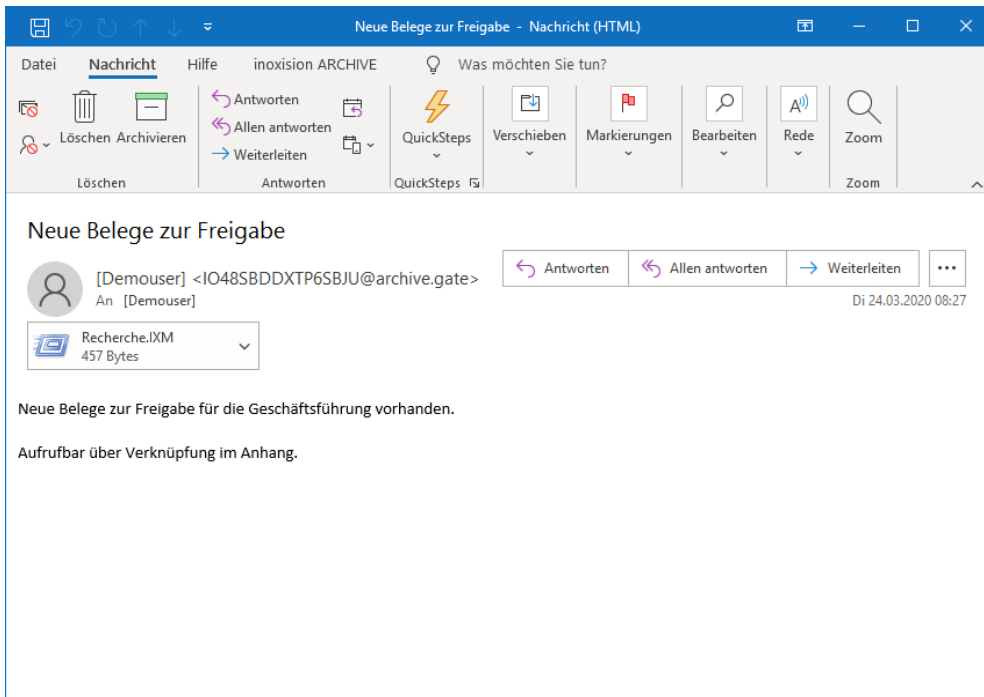 Neue Belege zur Freigabe - Nachricht (HTML)
Datei Nachricht Hilfe inoxision ARCHIVE Was möchten Sie tun?
Löschen Archivieren
Löschen
Antworten
Allen antworten
Weiterleiten
Antworten
QuickSteps
QuickSteps
Verschieben
Markierungen
Bearbeiten
Rede
Zoom
Zoom
Neue Belege zur Freigabe
[Demouser] <IO48SBDDXTP6SBJU@archive.gate>
An [Demouser]
Antworten Allen antworten Weiterleiten
Di 24.03.2020 08:27
Recherche.IXM
457 Bytes
Neue Belege zur Freigabe für die Geschäftsführung vorhanden.
Aufrufbar über Verknüpfung im Anhang.